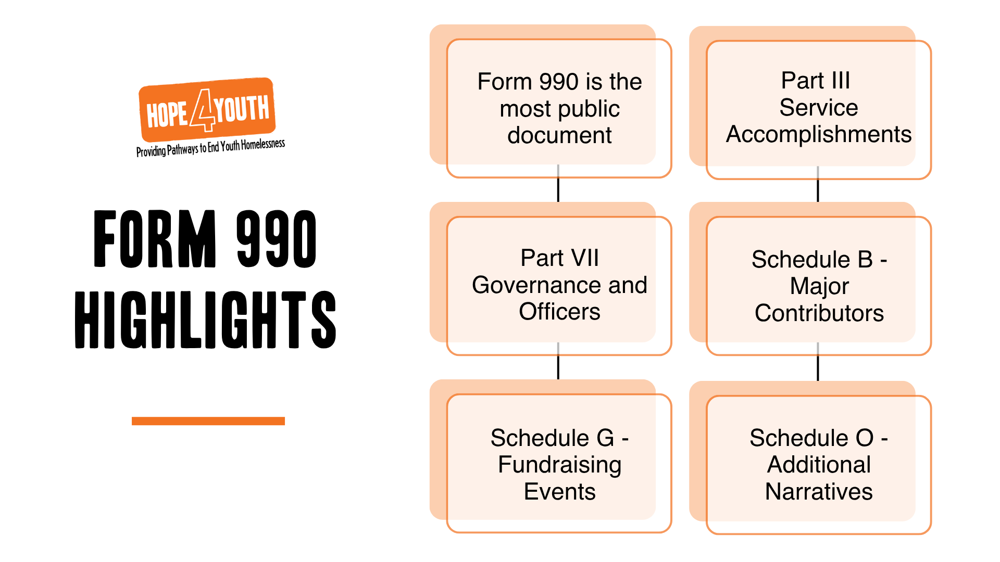 HOPE 4 YOUTH
Providing Pathways to End Youth Homelessness
FORM 990
HIGHLIGHTS
Form 990 is the
most public
document
Part III
Service
Accomplishments
Part VII
Governance and
Officers
Schedule B -
Major
Contributors
Schedule G -
Fundraising
Events
Schedule O -
Additional
Narratives